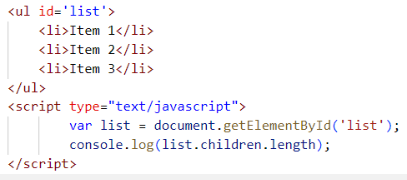 <ul id='list'>
    <li>Item 1</li>
    <li>Item 2</li>
    <li>Item 3</li>
</ul>
<script type="text/javascript">
        var list = document.getElementById('list');
        console.log(list.children.length);
</script>